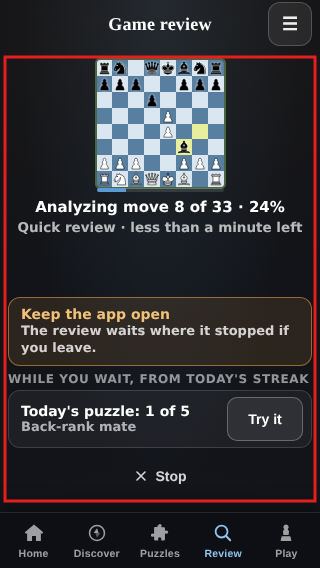 Game review
Analyzing move 8 of 33 · 24%
Quick review · less than a minute left
Keep the app open
The review waits where it stopped if
you leave.
WHILE YOU WAIT, FROM TODAY'S STREAK
Today's puzzle: 1 of 5
Back-rank mate
Try it
Stop
Home
Discover
Puzzles
Review
Play